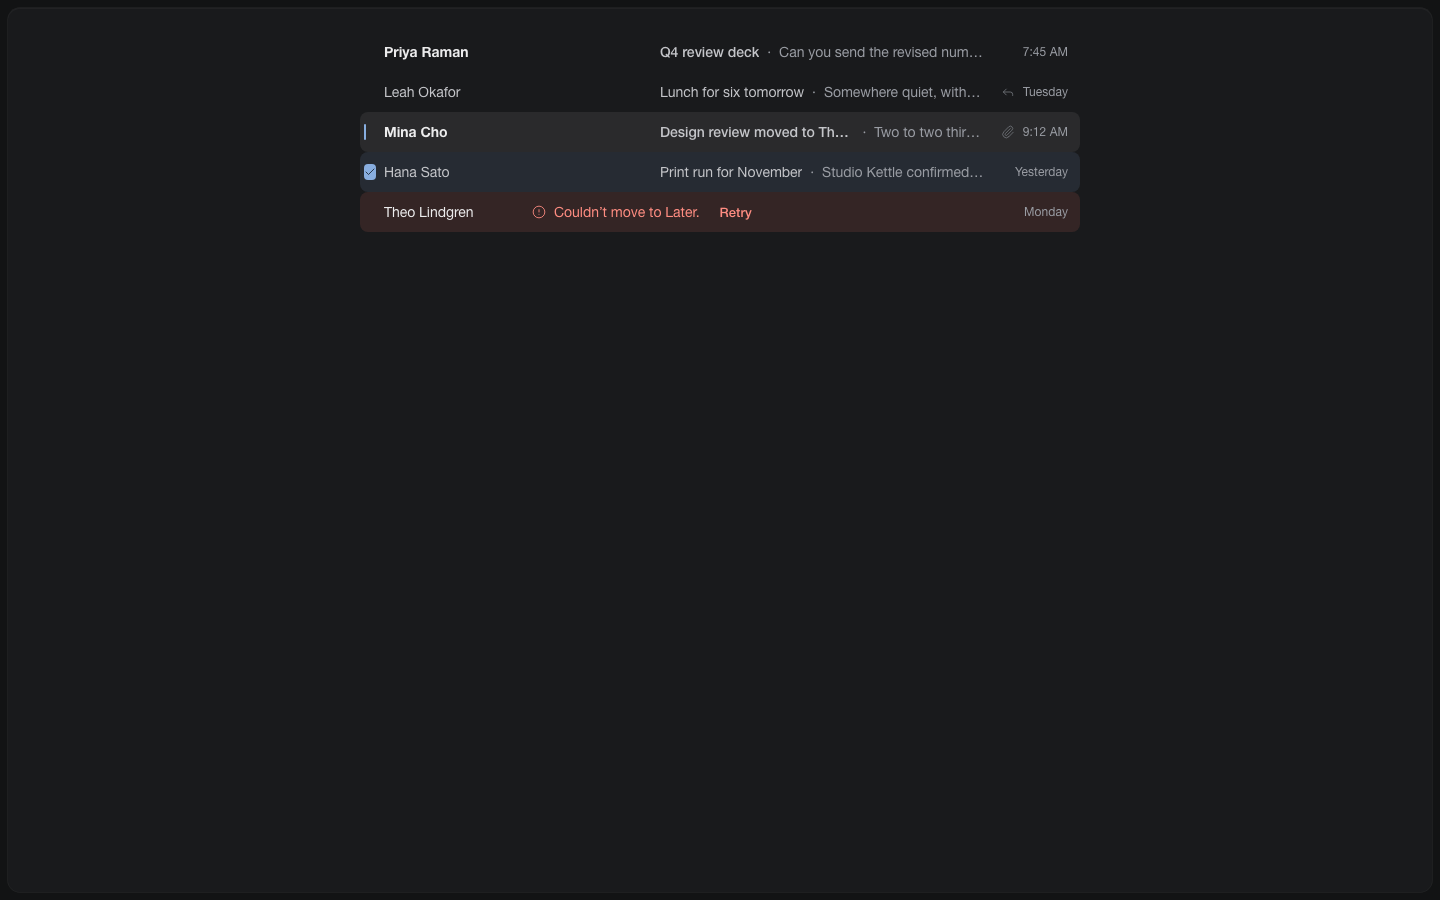 Priya Raman Q4 review deck · Can you send the revised num… 7:45 AM
Leah Okafor Lunch for six tomorrow · Somewhere quiet, with… Tuesday
Mina Cho Design review moved to Th… · Two to two thir… 9:12 AM
Hana Sato Print run for November · Studio Kettle confirmed… Yesterday
Theo Lindgren Couldn’t move to Later. Retry Monday